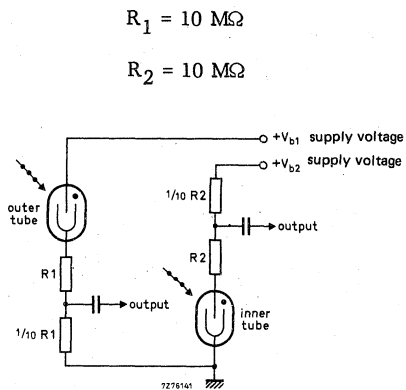 R1 = 10 MΩ
R2 = 10 MΩ
+Vb1 supply voltage
+Vb2 supply voltage
outer
tube
1/10 R2
output
R1
R2
output
inner
tube
1/10 R1
7Z76141